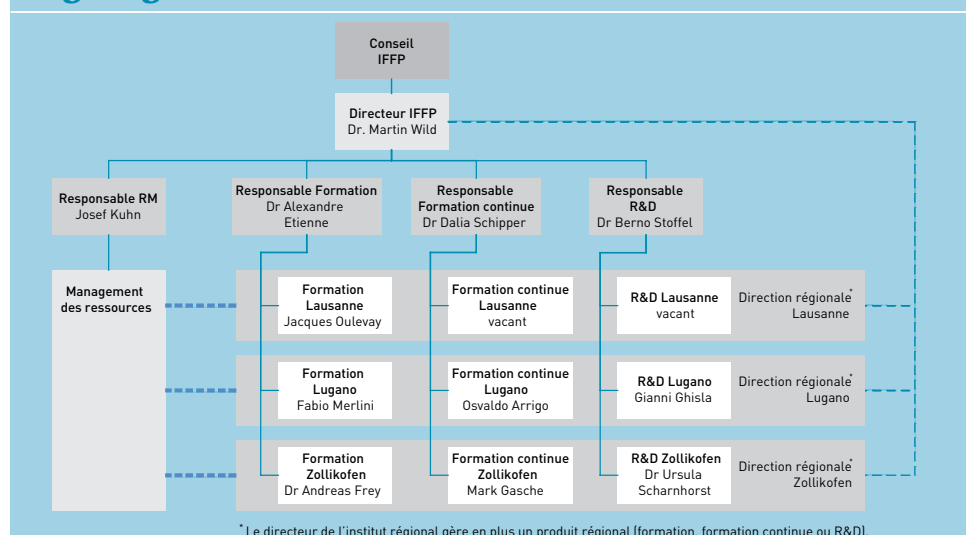 Conseil
IFFP
Directeur IFFP
Dr. Martin Wild
Responsable RM
Josef Kuhn
Responsable Formation
Dr Alexandre
Etienne
Responsable
Formation continue
Dr Dalia Schipper
Responsable
R&D
Dr Berno Stoffel
Management
des ressources
Formation
Lausanne
Jacques Oulevay
Formation continue
Lausanne
vacant
R&D Lausanne
vacant
Direction régionale*
Lausanne
Formation
Lugano
Fabio Merlini
Formation continue
Lugano
Osvaldo Arrigo
R&D Lugano
Gianni Ghisla
Direction régionale*
Lugano
Formation
Zollikofen
Dr Andreas Frey
Formation continue
Zollikofen
Mark Gasche
R&D Zollikofen
Dr Ursula
Scharnhorst
Direction régionale*
Zollikofen
* Le directeur de l'institut régional gère en plus un produit régional (formation, formation continue ou R&D).